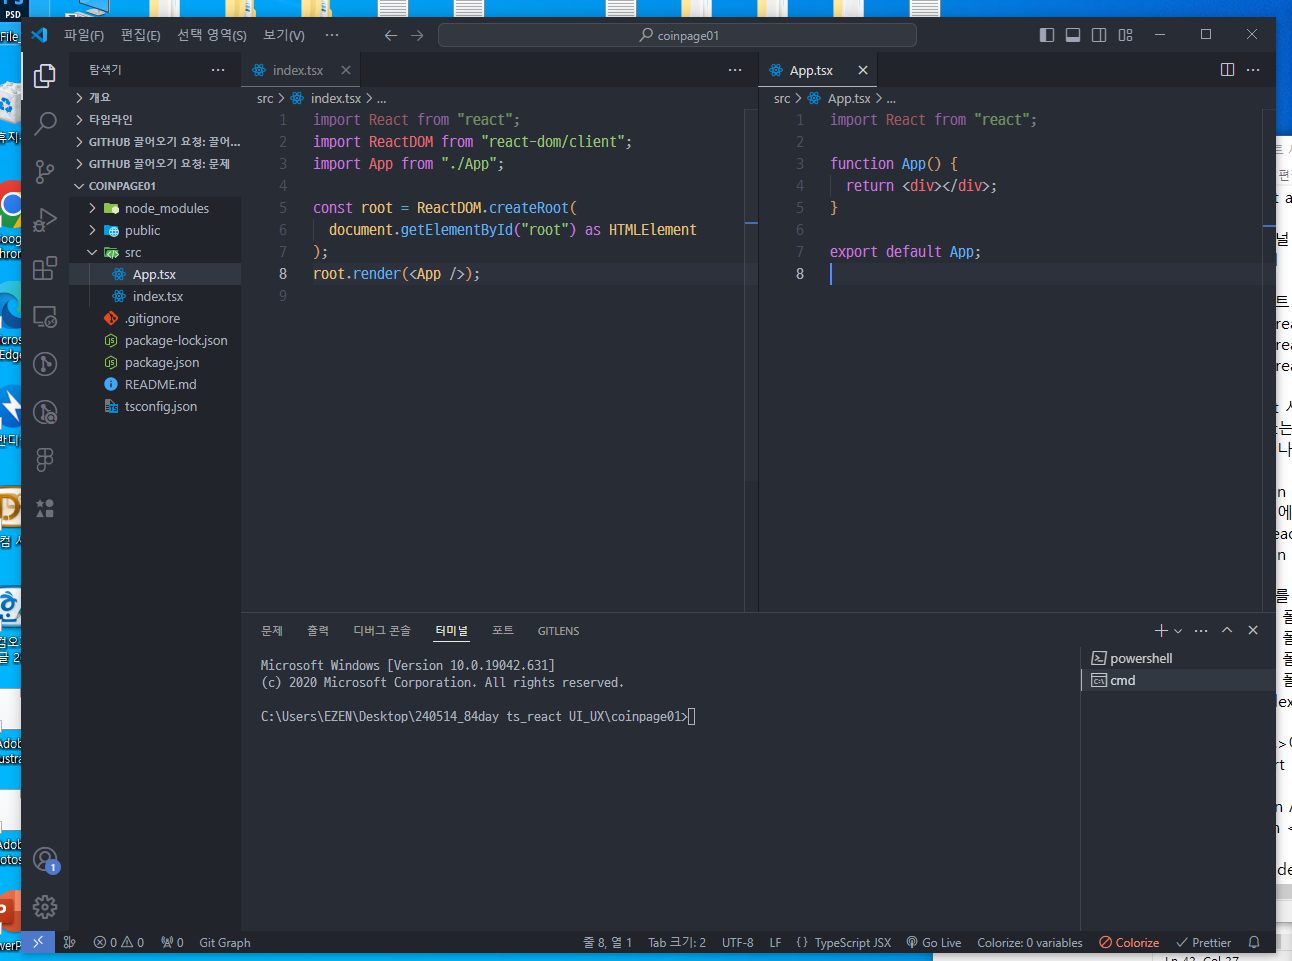 PSD
File_
파일(F) 편집(E) 선택 영역(S) 보기(V) ···
coinpage01
탐색기 ···
개요
타임라인
GITHUB 끌어오기 요청: 끌어...
GITHUB 끌어오기 요청: 문제
COINPAGE01
node_modules
public
src
App.tsx
index.tsx
.gitignore
package-lock.json
package.json
README.md
tsconfig.json
index.tsx
src > index.tsx > ...
1 import React from "react";
2 import ReactDOM from "react-dom/client";
3 import App from "./App";
4
5 const root = ReactDOM.createRoot(
6 document.getElementById("root") as HTMLElement
7 );
8 root.render(<App />);
9
App.tsx
src > App.tsx > ...
1 import React from "react";
2
3 function App() {
4 return <div></div>;
5 }
6
7 export default App;
8
문제 출력 디버그 콘솔 터미널 포트 GITLENS
Microsoft Windows [Version 10.0.19042.631]
(c) 2020 Microsoft Corporation. All rights reserved.
C:\Users\EZEN\Desktop\240514_84day ts_react UI_UX\coinpage01>
powershell
cmd
1
0 0 0 Git Graph
줄 8, 열 1 Tab 크기: 2 UTF-8 LF {} TypeScript JSX Go Live Colorize: 0 variables Colorize Prettier